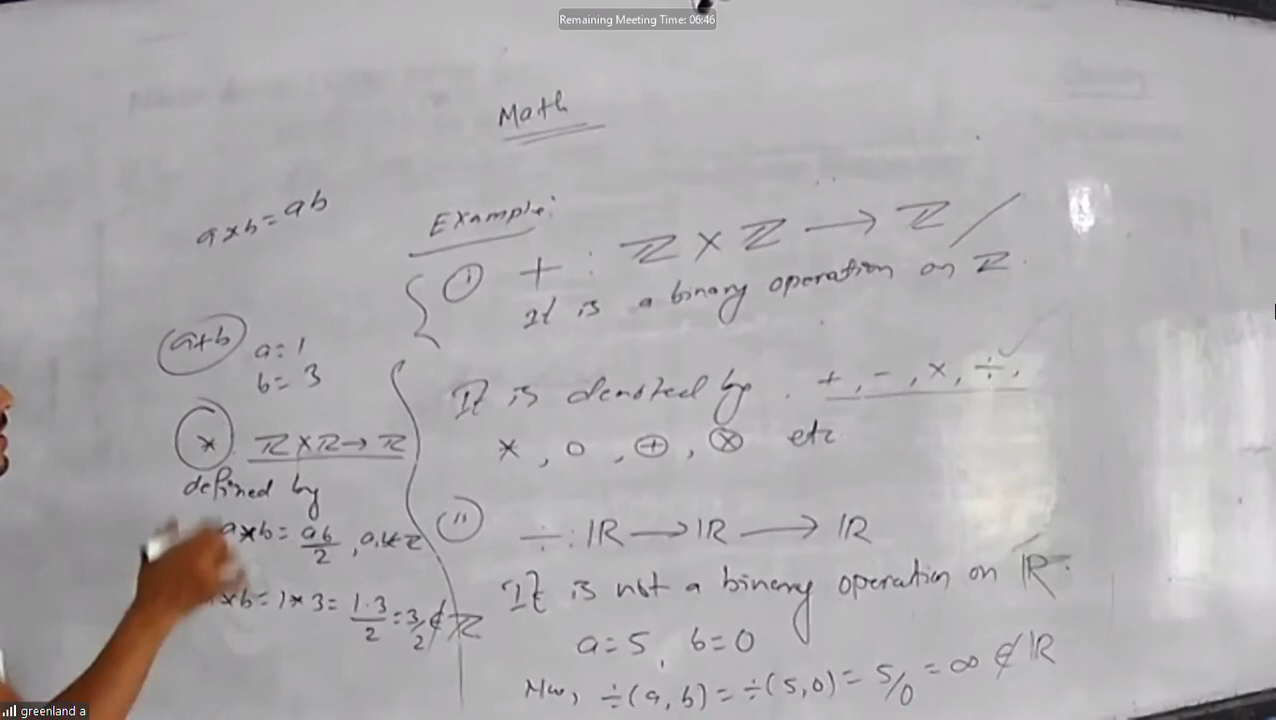 Remaining Meeting Time: 06:46
Math
a*b=ab
Example:
① + : ℤ × ℤ → ℤ /
It is a binary operation on ℤ.
It is denoted by . +, -, ×, ÷,
*, o, ⊕, ⊗ etc
a+b
a=1
b=3
* ℤ×ℤ→ℤ
defined by
a*b= ab/2 , a,b∈ℤ
*b=1*3= 1.3/2 = 3/2 ∉ ℤ
(ii) ÷: ℝ → ℝ → ℝ
It is not a binary operation on ℝ.
a=5, b=0
Now, ÷(a, b) = ÷(5,0) = 5/0 = ∞ ∉ ℝ
greenland a